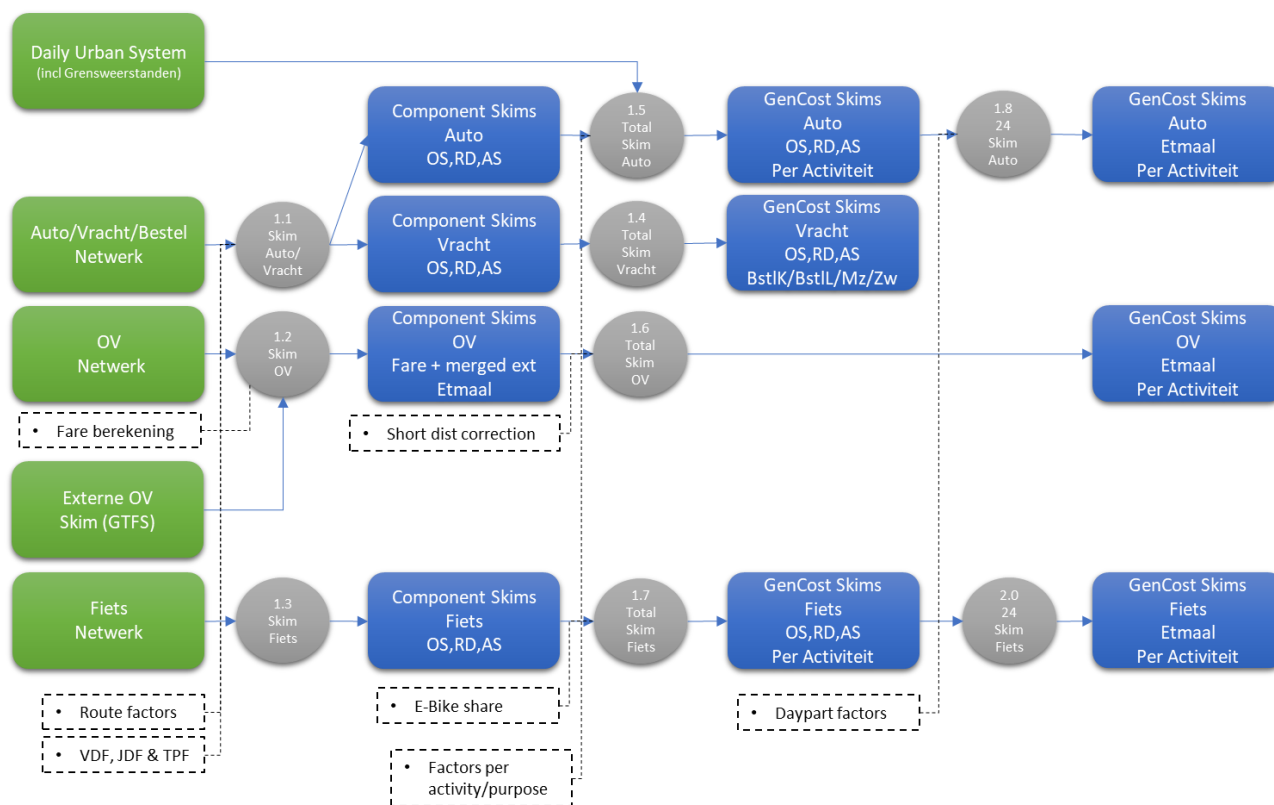 Daily Urban System
(incl Grensweerstanden)
Component Skims
Auto
OS,RD,AS
1.5
Total
Skim
Auto
GenCost Skims
Auto
OS,RD,AS
Per Activiteit
1.8
24
Skim
Auto
GenCost Skims
Auto
Etmaal
Per Activiteit
Auto/Vracht/Bestel
Netwerk
1.1
Skim
Auto/
Vracht
Component Skims
Vracht
OS,RD,AS
1.4
Total
Skim
Vracht
GenCost Skims
Vracht
OS,RD,AS
BstlK/BstlL/Mz/Zw
OV
Netwerk
1.2
Skim
OV
Component Skims
OV
Fare + merged ext
Etmaal
1.6
Total
Skim
OV
GenCost Skims
OV
Etmaal
Per Activiteit
• Fare berekening
• Short dist correction
Externe OV
Skim (GTFS)
Fiets
Netwerk
1.3
Skim
Fiets
Component Skims
Fiets
OS,RD,AS
1.7
Total
Skim
Fiets
GenCost Skims
Fiets
OS,RD,AS
Per Activiteit
2.0
24
Skim
Fiets
GenCost Skims
Fiets
Etmaal
Per Activiteit
• Route factors
• E-Bike share
• Daypart factors
• VDF, JDF & TPF
• Factors per
activity/purpose